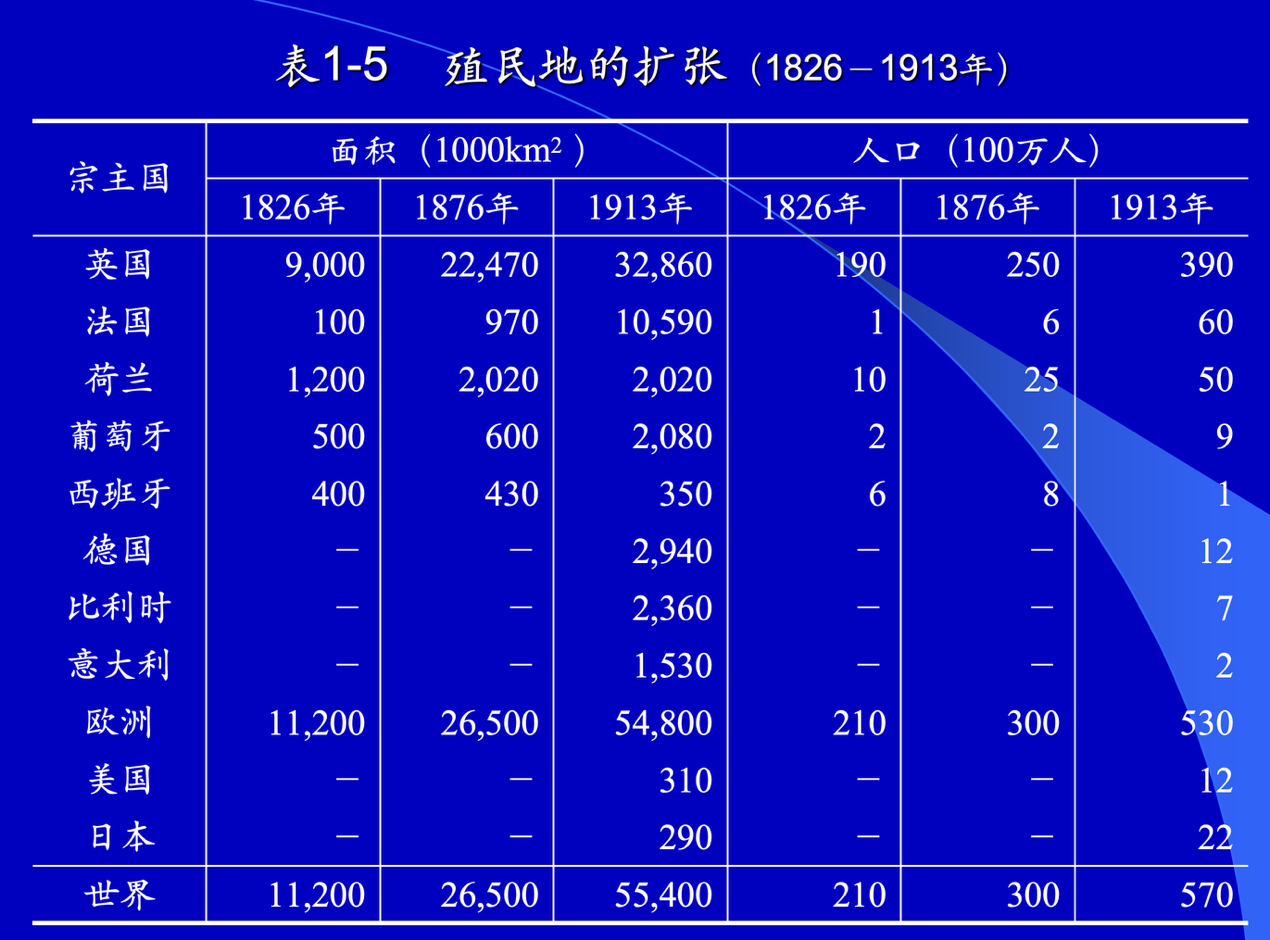 表1-5 殖民地的扩张（1826－1913年）
宗主国 面积（1000km²） 人口（100万人）
1826年 1876年 1913年 1826年 1876年 1913年
英国 9,000 22,470 32,860 190 250 390
法国 100 970 10,590 1 6 60
荷兰 1,200 2,020 2,020 10 25 50
葡萄牙 500 600 2,080 2 2 9
西班牙 400 430 350 6 8 1
德国 － － 2,940 － － 12
比利时 － － 2,360 － － 7
意大利 － － 1,530 － － 2
欧洲 11,200 26,500 54,800 210 300 530
美国 － － 310 － － 12
日本 － － 290 － － 22
世界 11,200 26,500 55,400 210 300 570